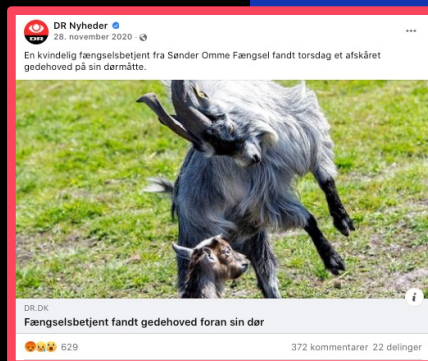 DR Nyheder
DR
28. november 2020 ·
En kvindelig fængselsbetjent fra Sønder Omme Fængsel fandt torsdag et afskåret
gedehoved på sin dørmåtte.
i
DR.DK
Fængselsbetjent fandt gedehoved foran sin dør
629
372 kommentarer 22 delinger